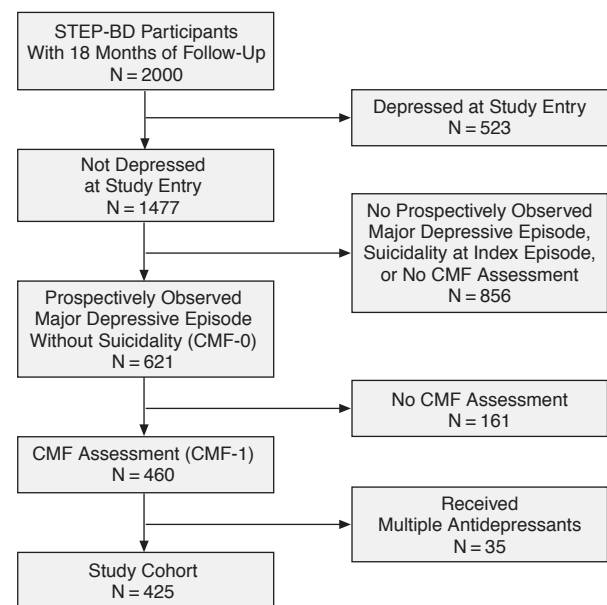 STEP-BD Participants
With 18 Months of Follow-Up
N = 2000
Depressed at Study Entry
N = 523
Not Depressed
at Study Entry
N = 1477
No Prospectively Observed
Major Depressive Episode,
Suicidality at Index Episode,
or No CMF Assessment
N = 856
Prospectively Observed
Major Depressive Episode
Without Suicidality (CMF-0)
N = 621
No CMF Assessment
N = 161
CMF Assessment (CMF-1)
N = 460
Received
Multiple Antidepressants
N = 35
Study Cohort
N = 425